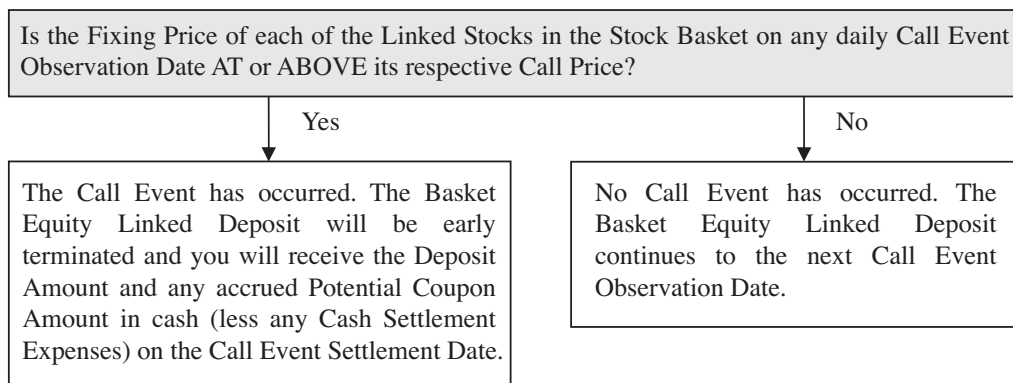 Is the Fixing Price of each of the Linked Stocks in the Stock Basket on any daily Call Event
Observation Date AT or ABOVE its respective Call Price?
Yes
No
The Call Event has occurred. The Basket
Equity Linked Deposit will be early
terminated and you will receive the Deposit
Amount and any accrued Potential Coupon
Amount in cash (less any Cash Settlement
Expenses) on the Call Event Settlement Date.
No Call Event has occurred. The
Basket Equity Linked Deposit
continues to the next Call Event
Observation Date.